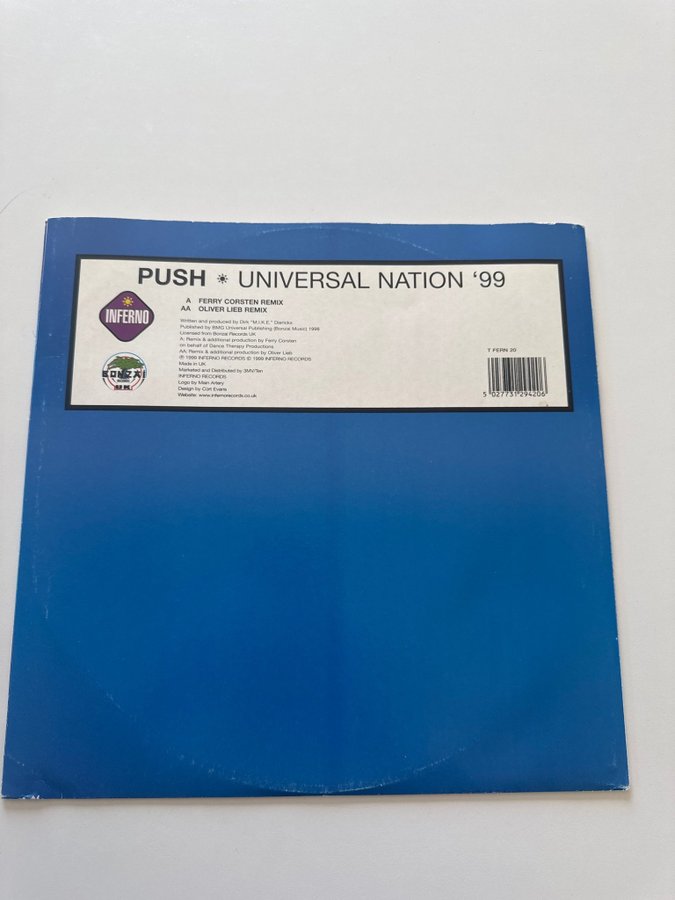 PUSH ☀ UNIVERSAL NATION ‘99
INFERNO
A FERRY CORSTEN REMIX
AA OLIVER LIEB REMIX
Written and produced by Dirk "M.I.K.E." Dierickx
Published by BMG Universal Publishing (Bonzai Music) 1998
Licensed from Bonzai Records UK
A: Remix & additional production by Ferry Corsten
on behalf of Dance Therapy Productions
AA: Remix & additional production by Oliver Lieb
℗ 1999 INFERNO RECORDS © 1999 INFERNO RECORDS
Made in UK
Marketed and Distributed by 3MV/Ten
INFERNO RECORDS
Logo by Main Artery
Design by Cort Evans
Website: www.infernorecords.co.uk
BONZAI
RECORDS
UK
T FERN 20
5 027731 294206